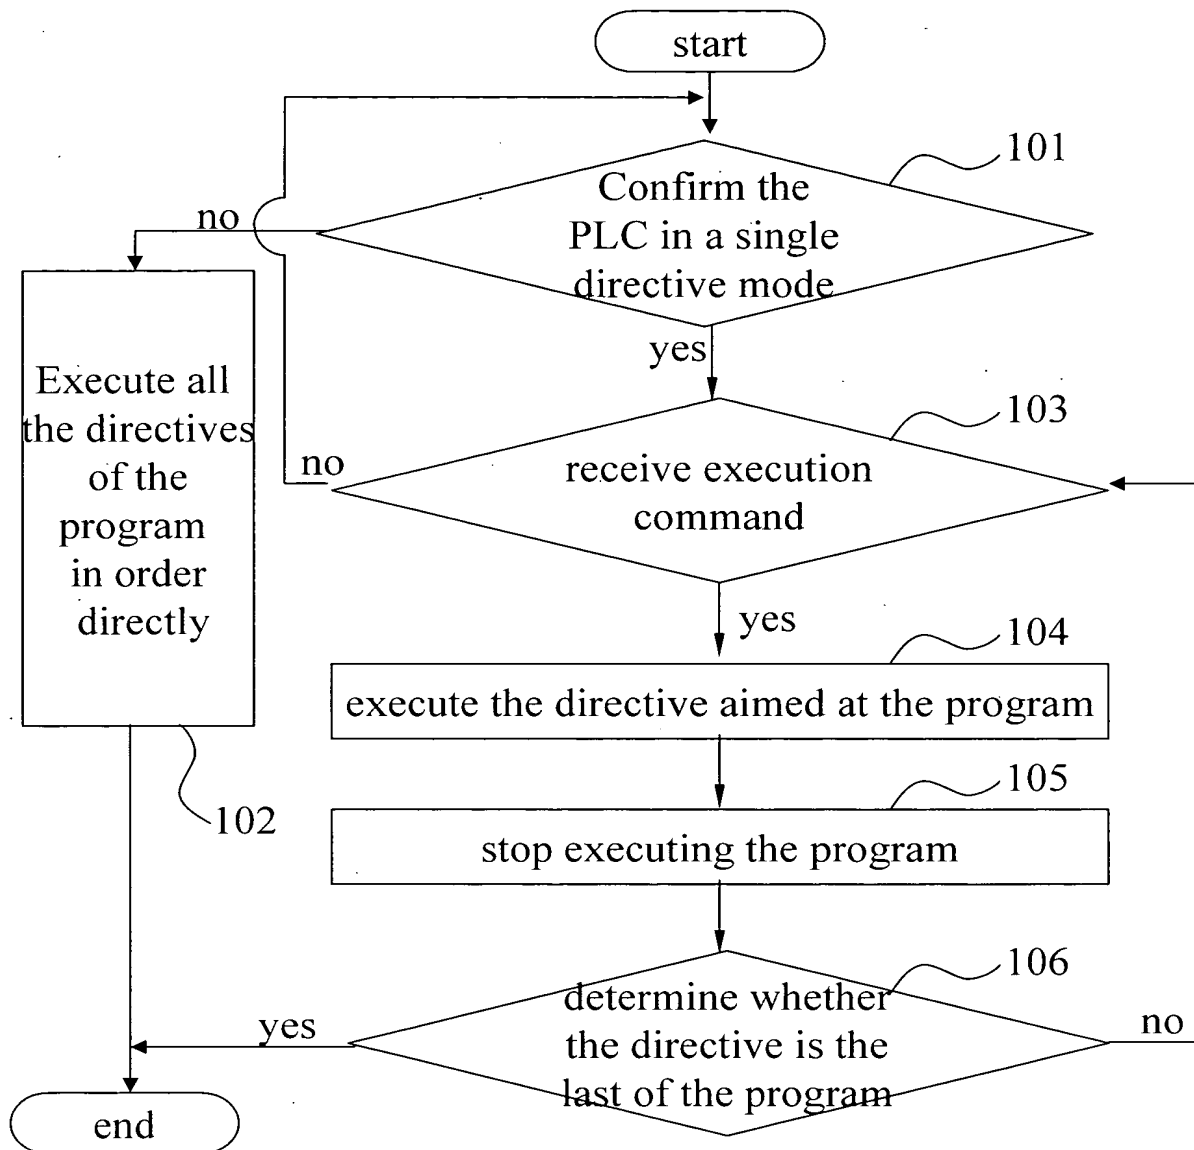 start
101
Confirm the
PLC in a single
directive mode
no
yes
Execute all
the directives
of the
program
in order
directly
102
103
receive execution
command
no
yes
104
execute the directive aimed at the program
105
stop executing the program
106
determine whether
the directive is the
last of the program
yes
no
end